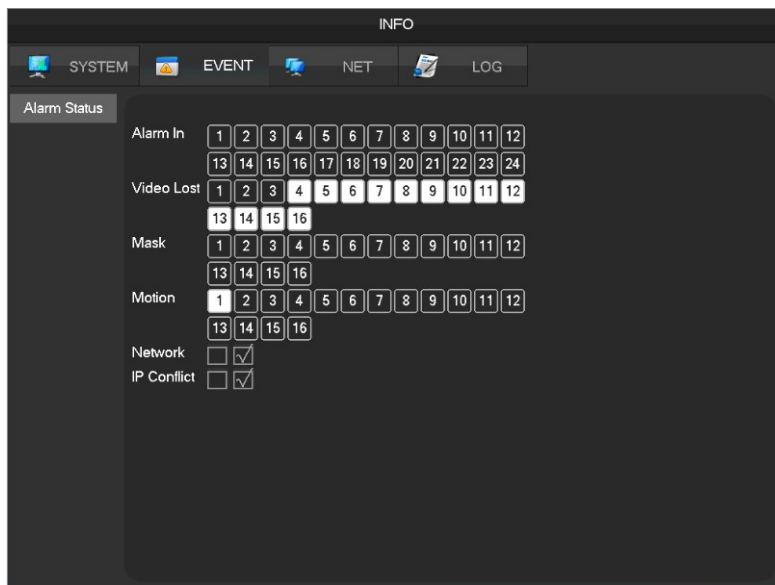 INFO
SYSTEM EVENT NET LOG
Alarm Status
Alarm In 1 2 3 4 5 6 7 8 9 10 11 12
13 14 15 16 17 18 19 20 21 22 23 24
Video Lost 1 2 3 4 5 6 7 8 9 10 11 12
13 14 15 16
Mask 1 2 3 4 5 6 7 8 9 10 11 12
13 14 15 16
Motion 1 2 3 4 5 6 7 8 9 10 11 12
13 14 15 16
Network
IP Conflict